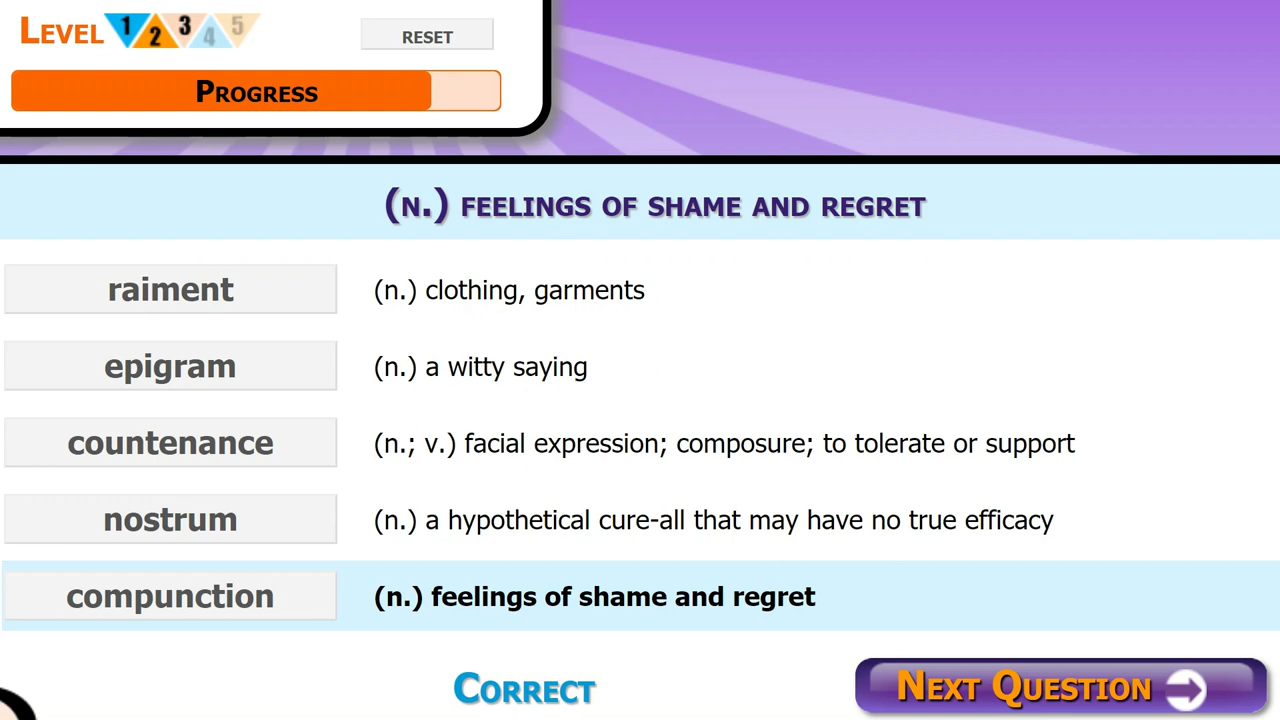 LEVEL 1 2 3 4 5
RESET
PROGRESS
(N.) FEELINGS OF SHAME AND REGRET
raiment (n.) clothing, garments
epigram (n.) a witty saying
countenance (n.; v.) facial expression; composure; to tolerate or support
nostrum (n.) a hypothetical cure-all that may have no true efficacy
compunction (n.) feelings of shame and regret
CORRECT
NEXT QUESTION